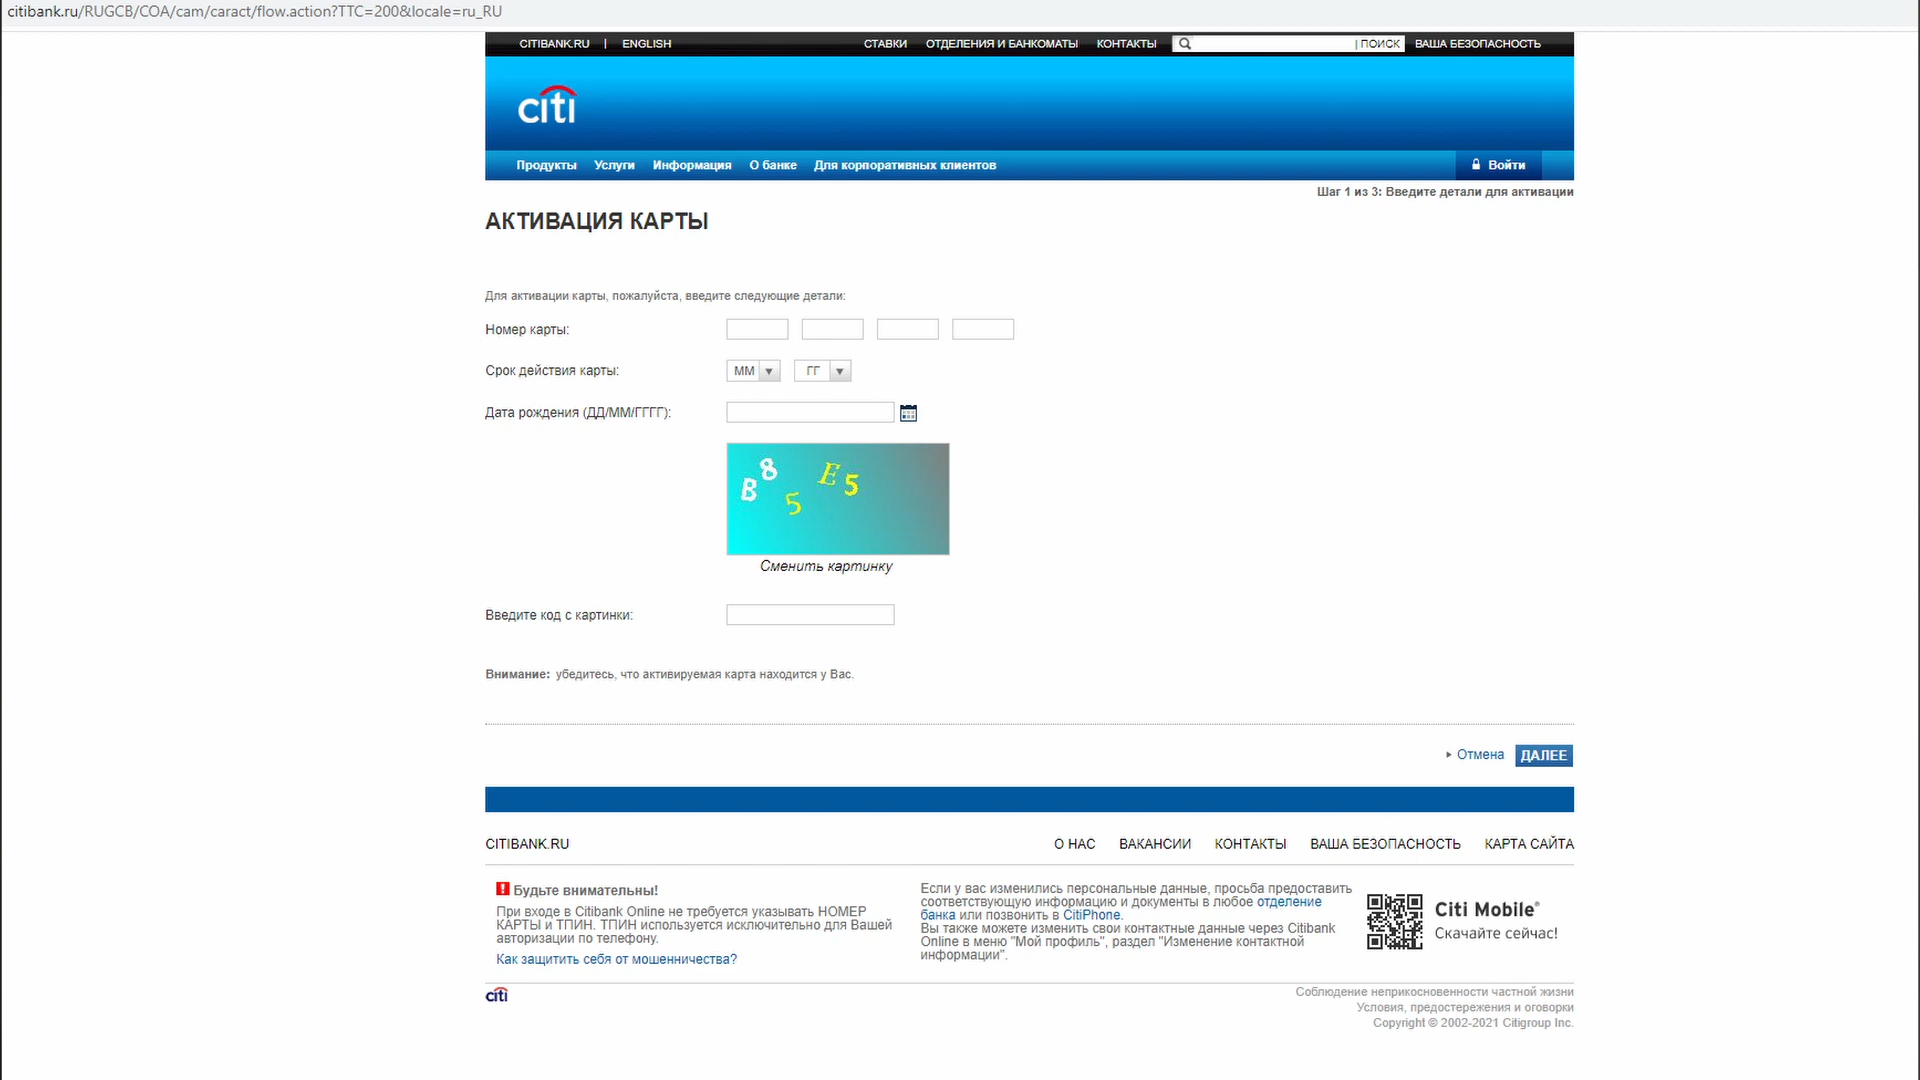 citibank.ru/RUGCB/COA/cam/caract/flow.action?TTC=200&locale=ru_RU
CITIBANK.RU | ENGLISH СТАВКИ ОТДЕЛЕНИЯ И БАНКОМАТЫ КОНТАКТЫ | ПОИСК ВАША БЕЗОПАСНОСТЬ
citi
Продукты Услуги Информация О банке Для корпоративных клиентов Войти
Шаг 1 из 3: Введите детали для активации
АКТИВАЦИЯ КАРТЫ
Для активации карты, пожалуйста, введите следующие детали:
Номер карты:
Срок действия карты: ММ ГГ
Дата рождения (ДД/ММ/ГГГГ):
B 8 5 E 5
Сменить картинку
Введите код с картинки:
Внимание: убедитесь, что активируемая карта находится у Вас.
Отмена ДАЛЕЕ
CITIBANK.RU О НАС ВАКАНСИИ КОНТАКТЫ ВАША БЕЗОПАСНОСТЬ КАРТА САЙТА
Будьте внимательны!
При входе в Citibank Online не требуется указывать НОМЕР
КАРТЫ и ТПИН. ТПИН используется исключительно для Вашей
авторизации по телефону.
Как защитить себя от мошенничества?
Если у вас изменились персональные данные, просьба предоставить
соответствующую информацию и документы в любое отделение
банка или позвонить в CitiPhone.
Вы также можете изменить свои контактные данные через Citibank
Online в меню "Мой профиль", раздел "Изменение контактной
информации".
Citi Mobile®
Скачайте сейчас!
citi
Соблюдение неприкосновенности частной жизни
Условия, предостережения и оговорки
Copyright © 2002-2021 Citigroup Inc.